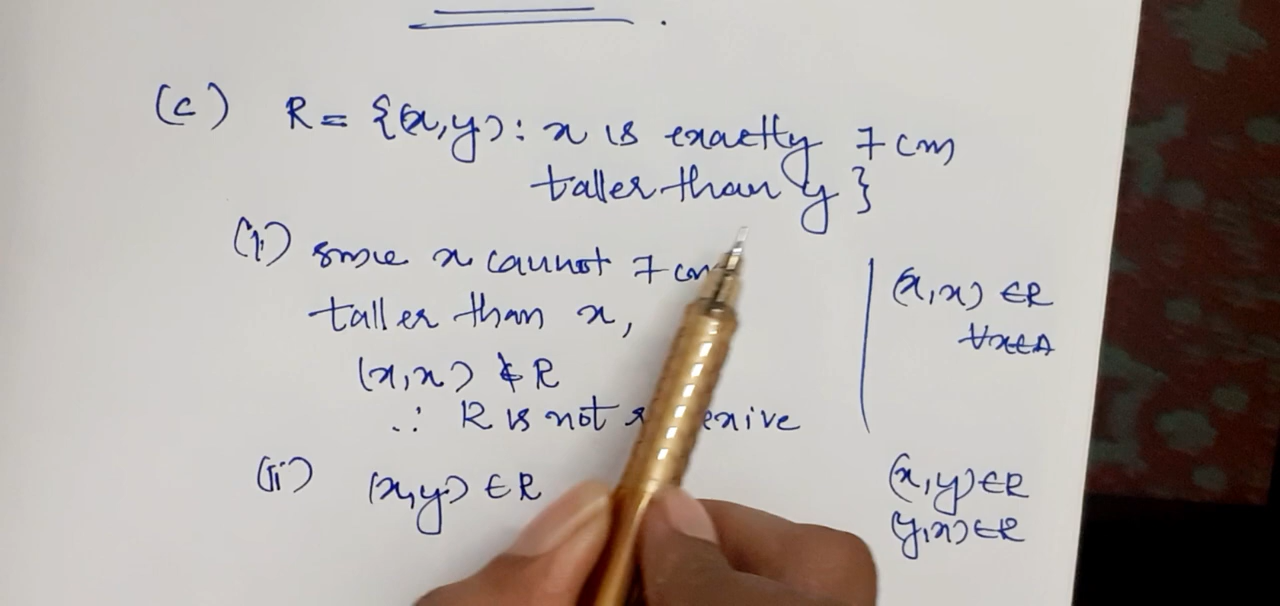 (c) R = {(x,y): x is exactly 7 cm
taller than y}
(i) since x cannot 7 cm
taller than x,
(x,x) ∉ R
∴ R is not
(ii) (x,y) ∈ R
(x,x) ∈R
∀x∈A
(x,y)∈R
(y,x)∈R